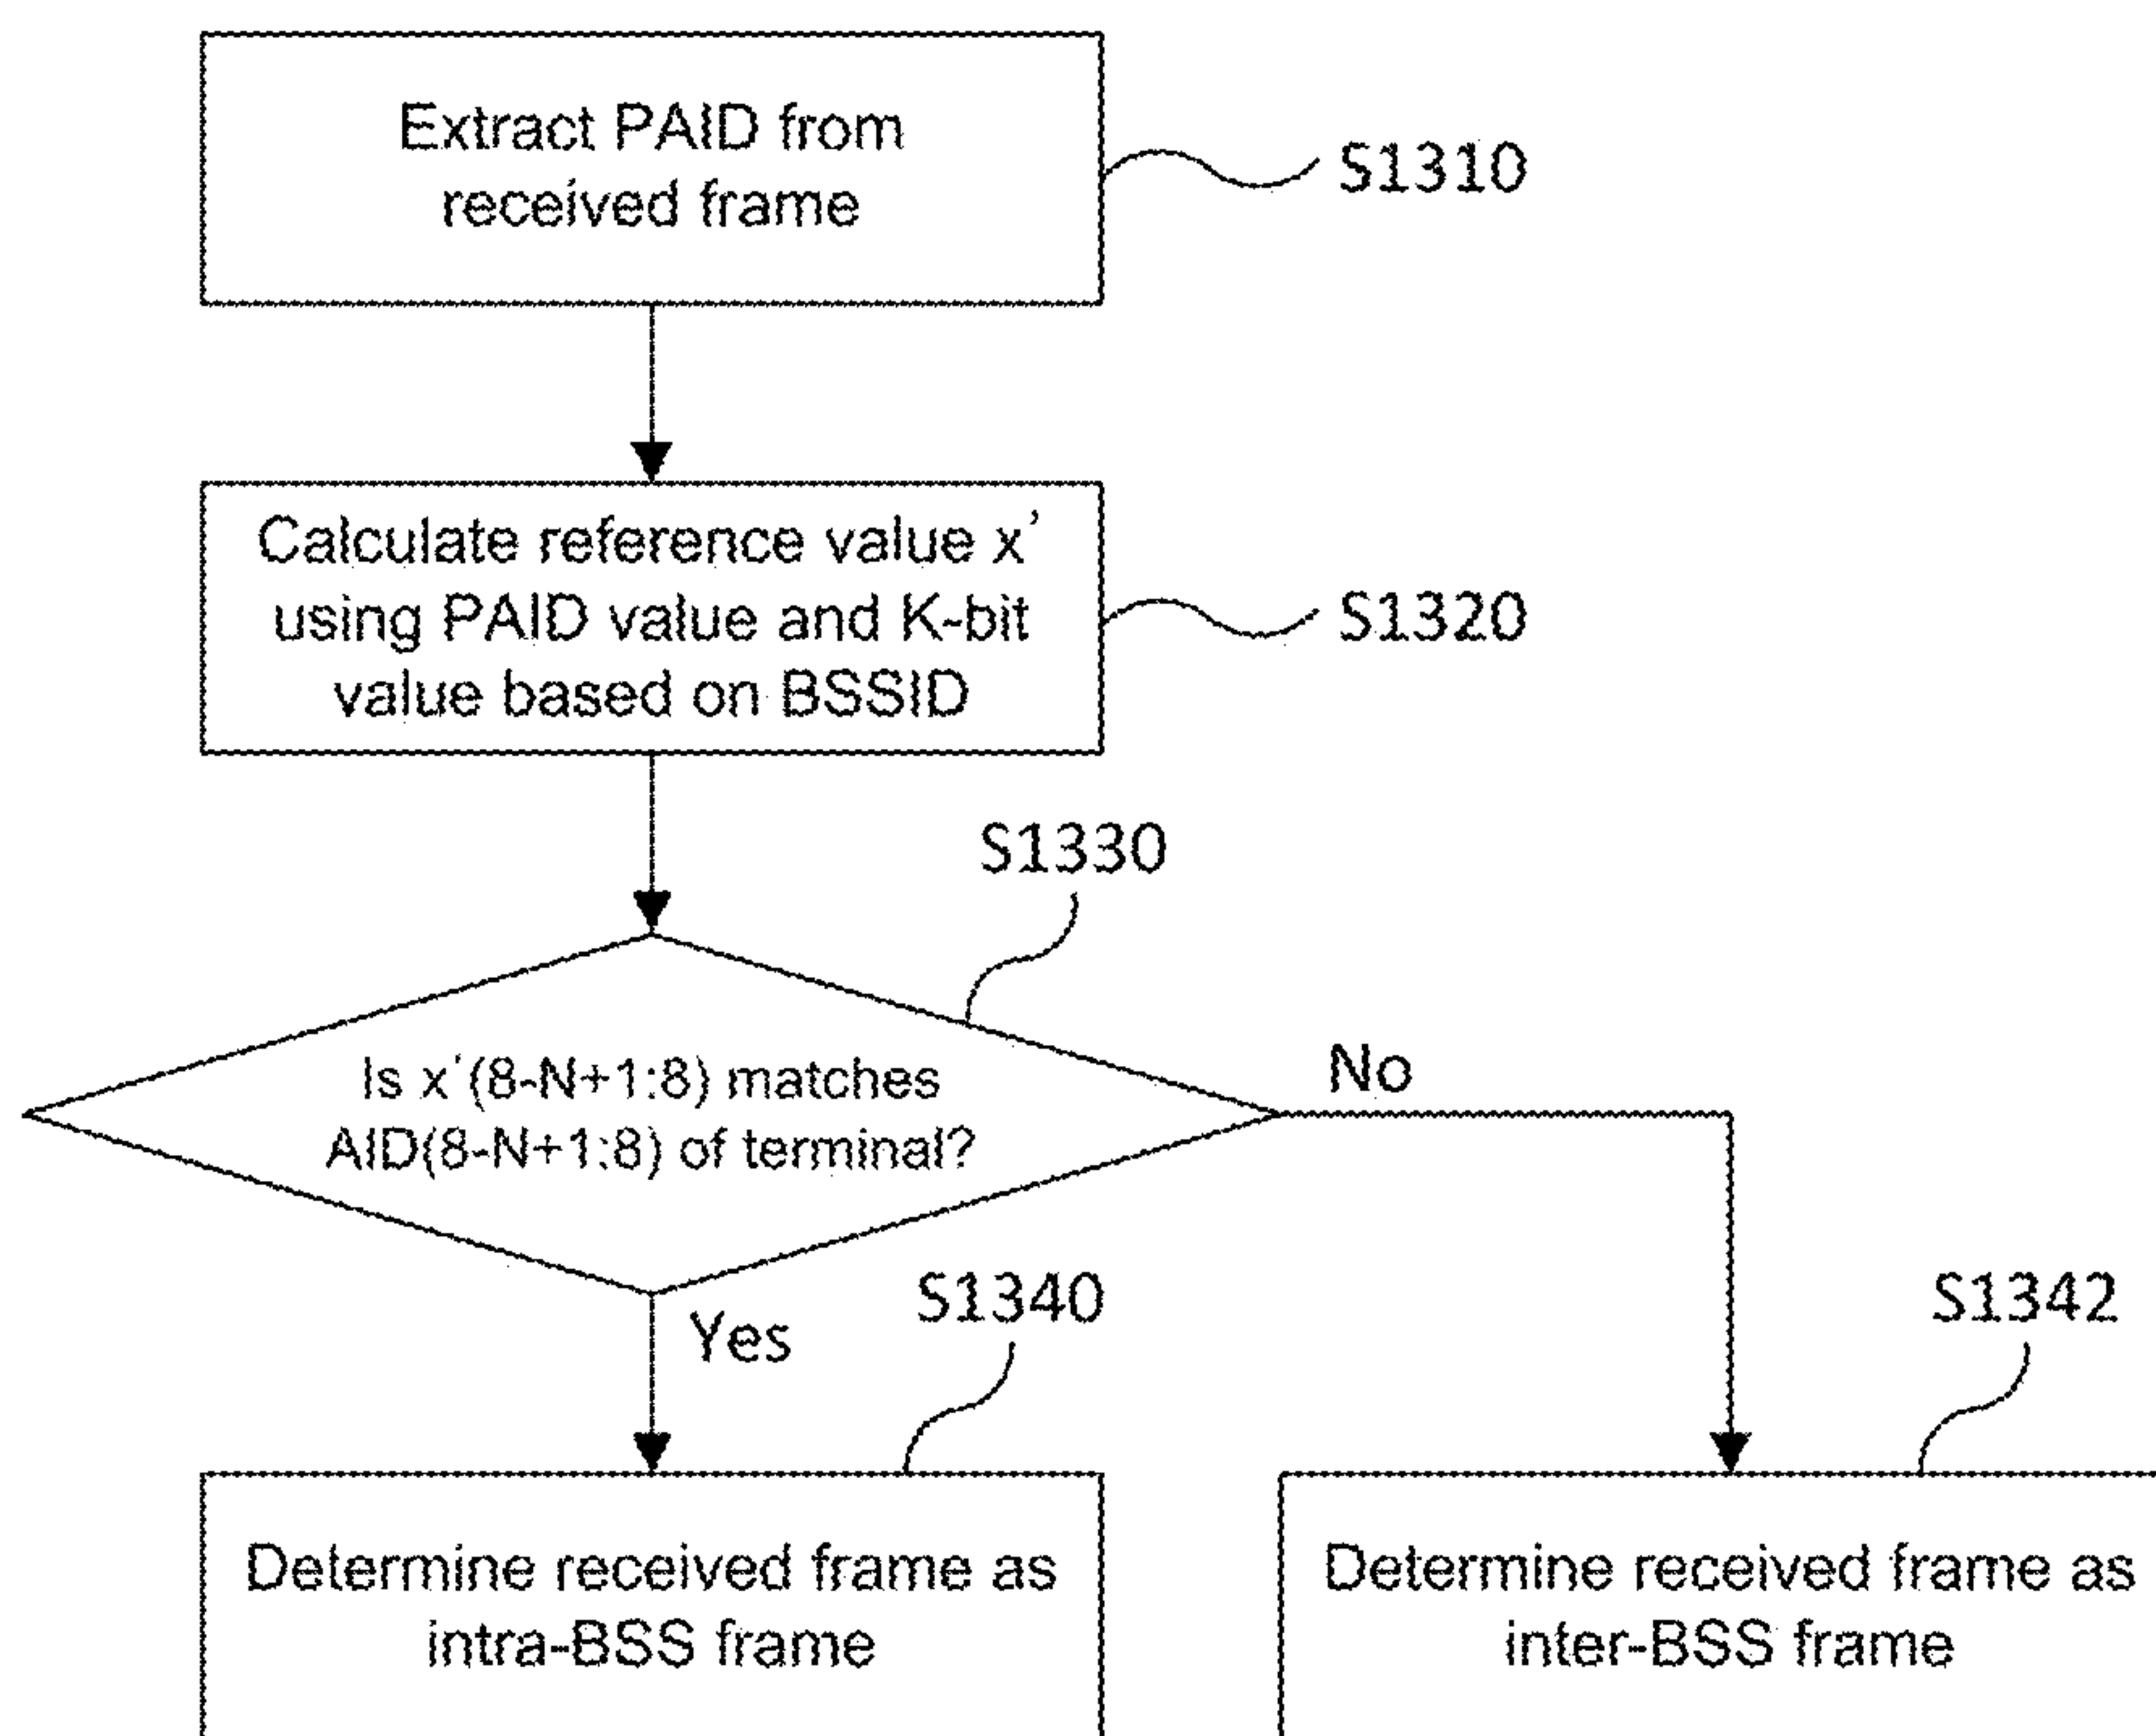 Extract PAID from
received frame
S1310
Calculate reference value x'
using PAID value and K-bit
value based on BSSID
S1320
S1330
Is x'(8-N+1:8) matches
AID(8-N+1:8) of terminal?
No
Yes
S1340
S1342
Determine received frame as
intra-BSS frame
Determine received frame as
inter-BSS frame